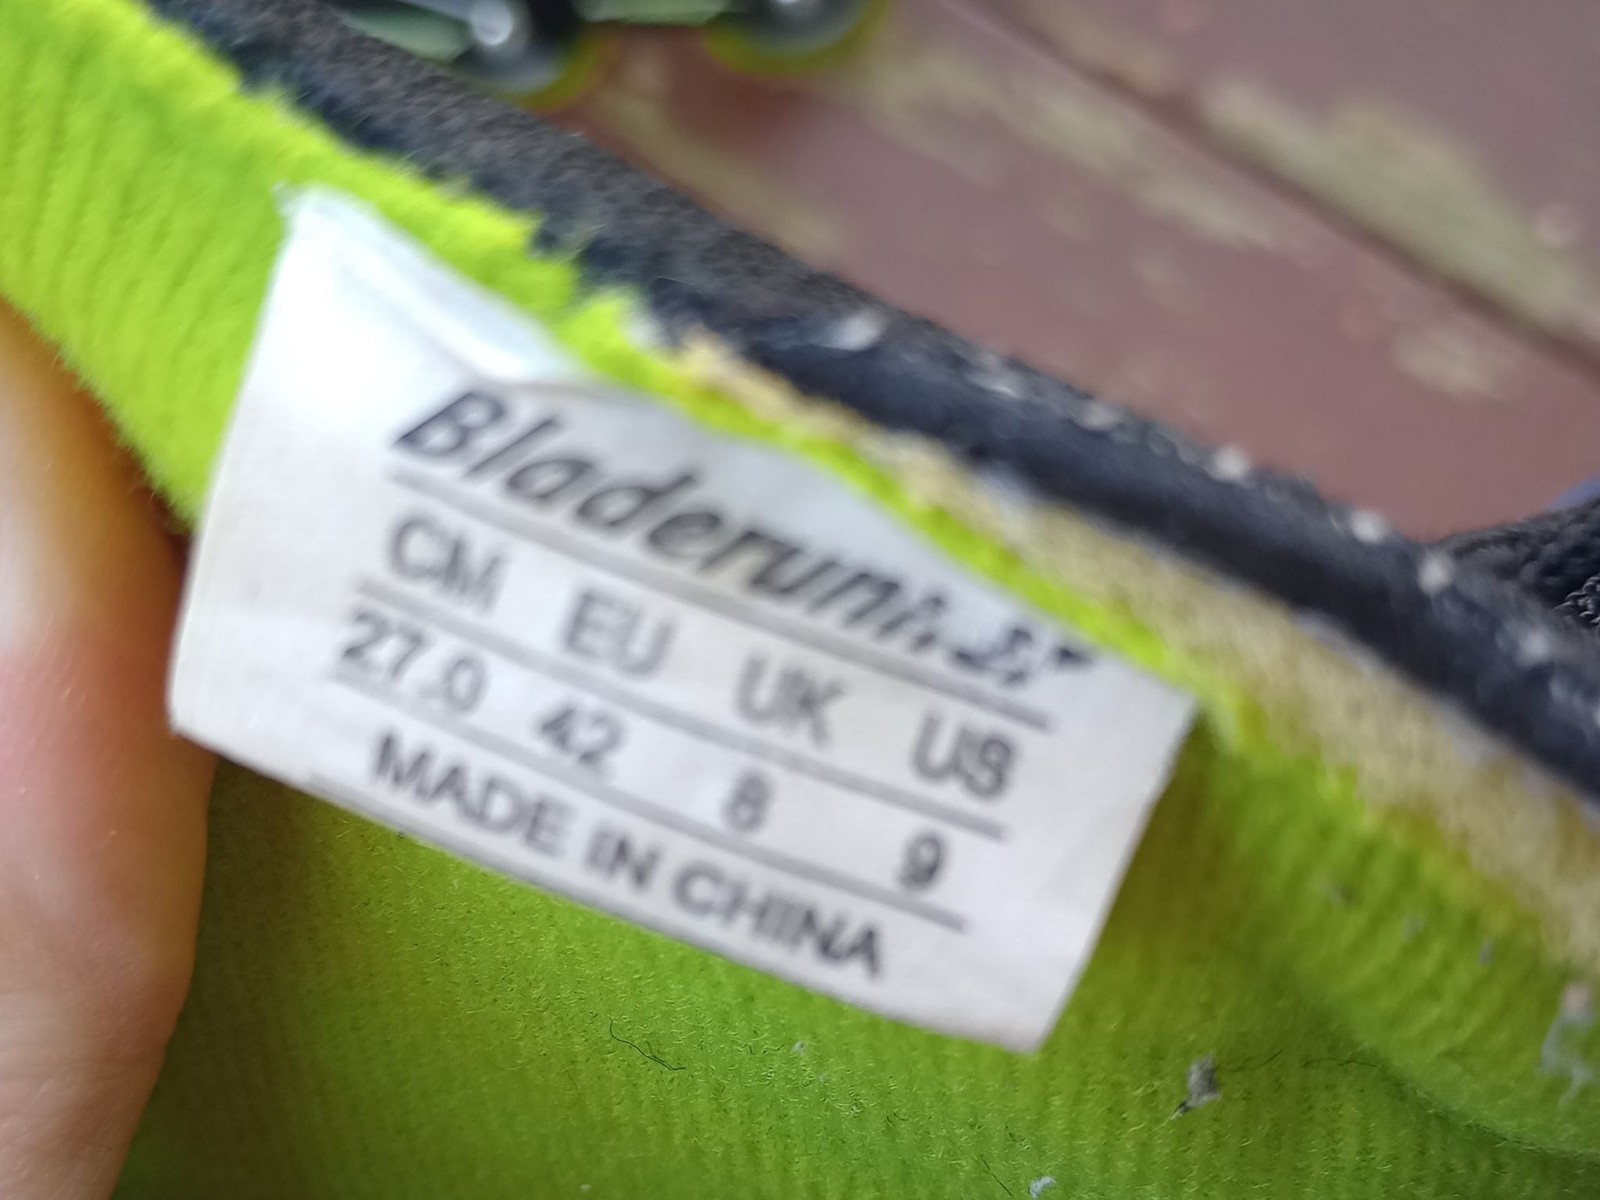 Bladerunner
CM EU UK US
27.0 42 8 9
MADE IN CHINA